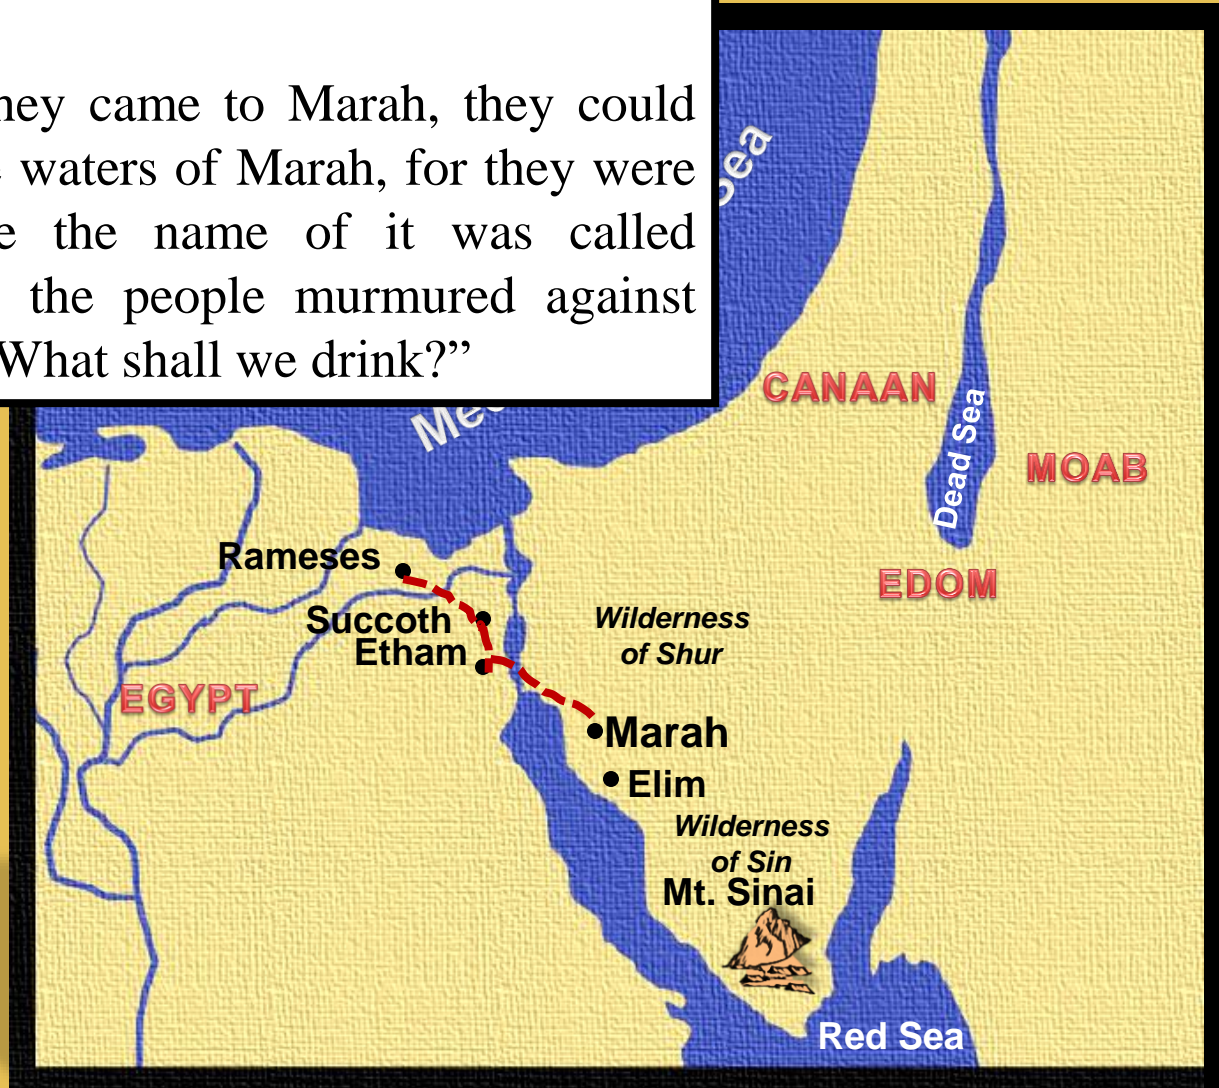 hey came to Marah, they could
waters of Marah, for they were
the name of it was called
the people murmured against
What shall we drink?”
CANAAN
Dead Sea
MOAB
EDOM
Rameses
Succoth
Etham
Wilderness
of Shur
EGYPT
Marah
Elim
Wilderness
of Sin
Mt. Sinai
Red Sea